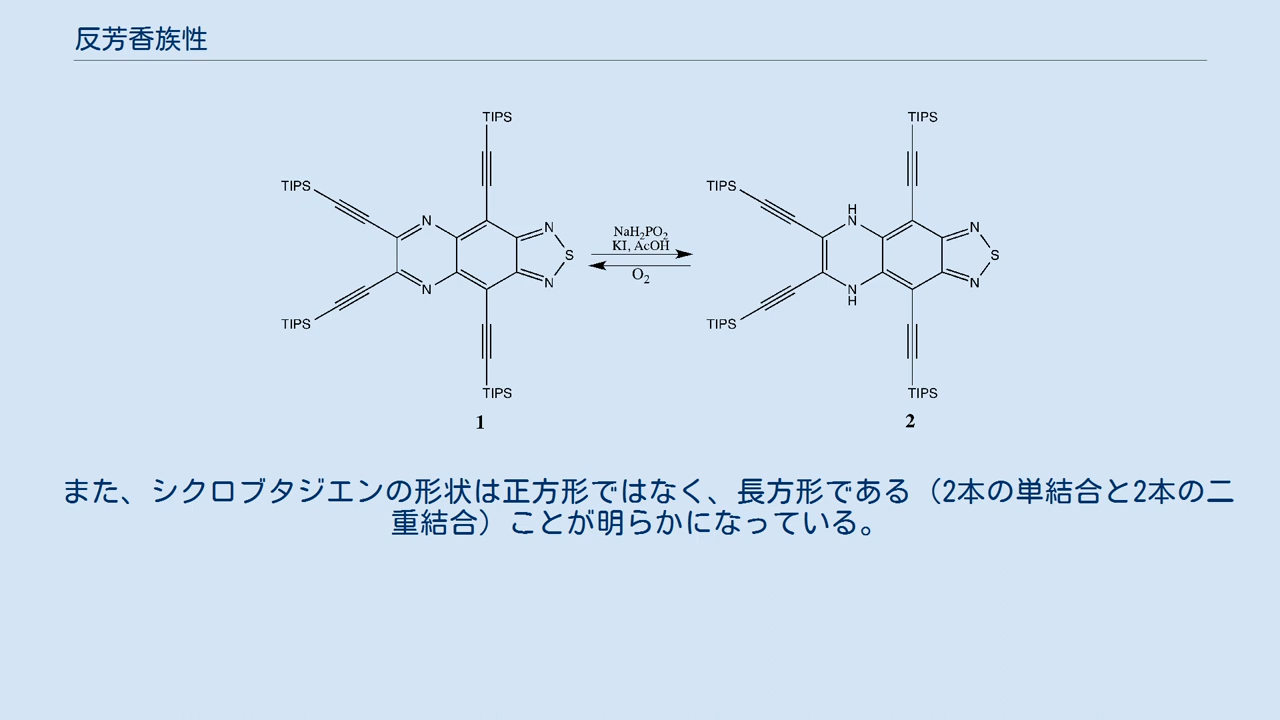 反芳香族性
TIPS
TIPS
TIPS
TIPS
N
N
N
N
S
1
NaH2PO2
KI, AcOH
O2
TIPS
TIPS
TIPS
TIPS
H
N
N
H
N
N
S
2
また、シクロブタジエンの形状は正方形ではなく、長方形である（2本の単結合と2本の二
重結合）ことが明らかになっている。